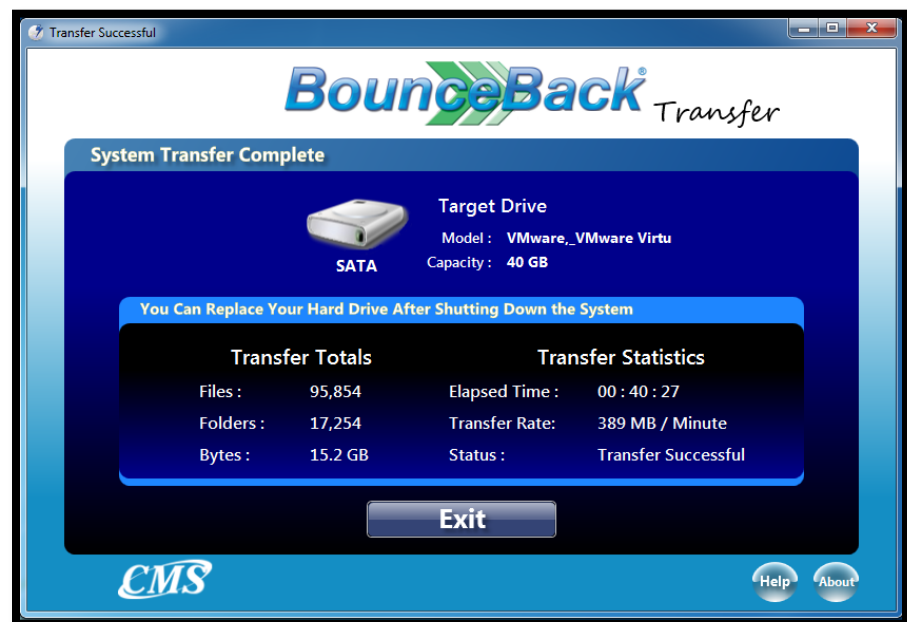 Transfer Successful
BounceBack® Transfer
System Transfer Complete
Target Drive
Model : VMware,_VMware Virtu
Capacity : 40 GB
SATA
You Can Replace Your Hard Drive After Shutting Down the System
Transfer Totals
Files : 95,854
Folders : 17,254
Bytes : 15.2 GB
Transfer Statistics
Elapsed Time : 00 : 40 : 27
Transfer Rate: 389 MB / Minute
Status : Transfer Successful
Exit
CMS
Help
About